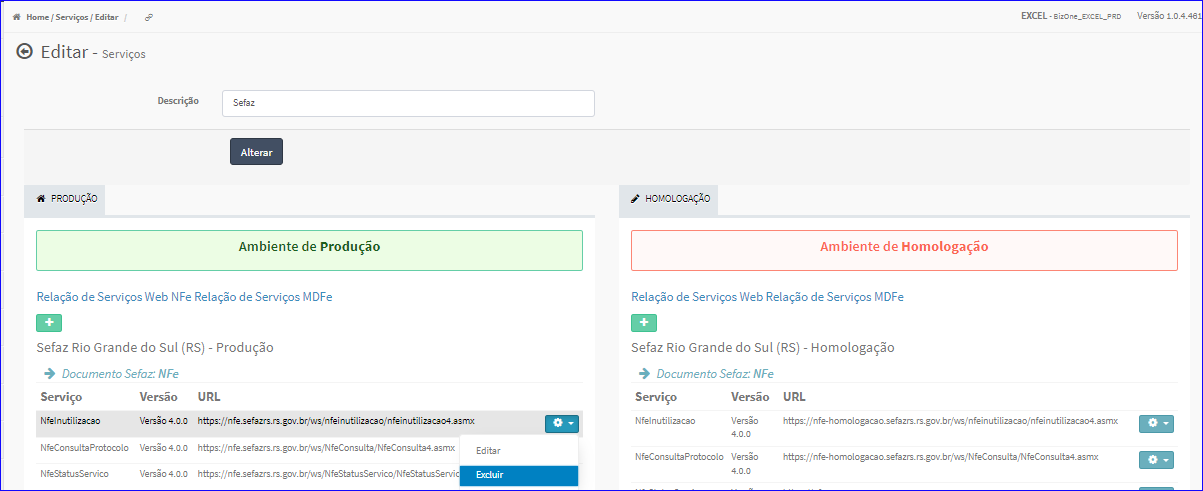 Home / Serviços / Editar /
EXCEL - BizOne_EXCEL_PRD Versão 1.0.4.461
Editar - Serviços
Descrição Sefaz
Alterar
PRODUÇÃO
Ambiente de Produção
Relação de Serviços Web NFe Relação de Serviços MDFe
+
Sefaz Rio Grande do Sul (RS) - Produção
Documento Sefaz: NFe
Serviço Versão URL
NfeInutilizacao Versão 4.0.0 https://nfe.sefazrs.rs.gov.br/ws/nfeinutilizacao/nfeinutilizacao4.asmx
NfeConsultaProtocolo Versão 4.0.0 https://nfe.sefazrs.rs.gov.br/ws/NfeConsulta/NfeConsulta4.asmx
NfeStatusServico Versão 4.0.0 https://nfe.sefazrs.rs.gov.br/ws/NfeStatusServico/NfeStatusServic
Editar
Excluir
HOMOLOGAÇÃO
Ambiente de Homologação
Relação de Serviços Web Relação de Serviços MDFe
+
Sefaz Rio Grande do Sul (RS) - Homologação
Documento Sefaz: NFe
Serviço Versão URL
NfeInutilizacao Versão 4.0.0 https://nfe-homologacao.sefazrs.rs.gov.br/ws/nfeinutilizacao/nfeinutilizacao4.asmx
NfeConsultaProtocolo Versão 4.0.0 https://nfe-homologacao.sefazrs.rs.gov.br/ws/NfeConsulta/NfeConsulta4.asmx